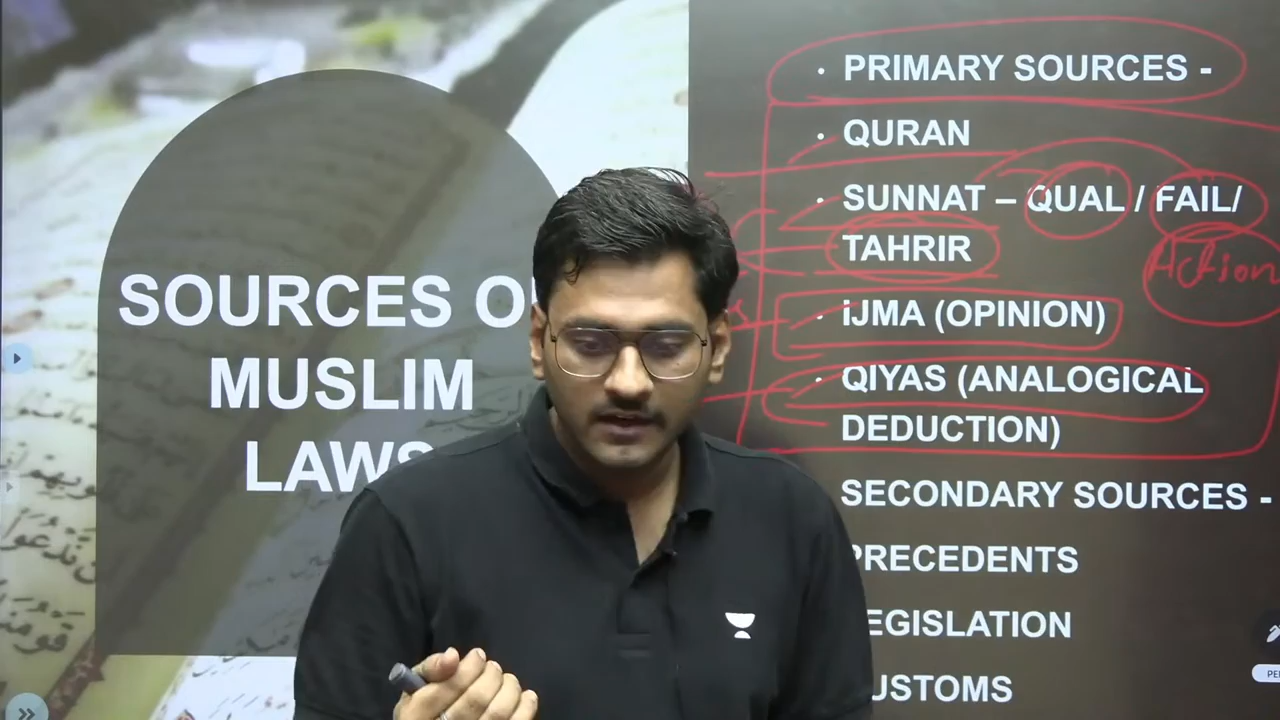 SOURCES O
MUSLIM
LAWS
· PRIMARY SOURCES -
· QURAN
· SUNNAT – QUAL / FAIL/
TAHRIR
Action
· IJMA (OPINION)
· QIYAS (ANALOGICAL
DEDUCTION)
SECONDARY SOURCES -
PRECEDENTS
EGISLATION
USTOMS
PE